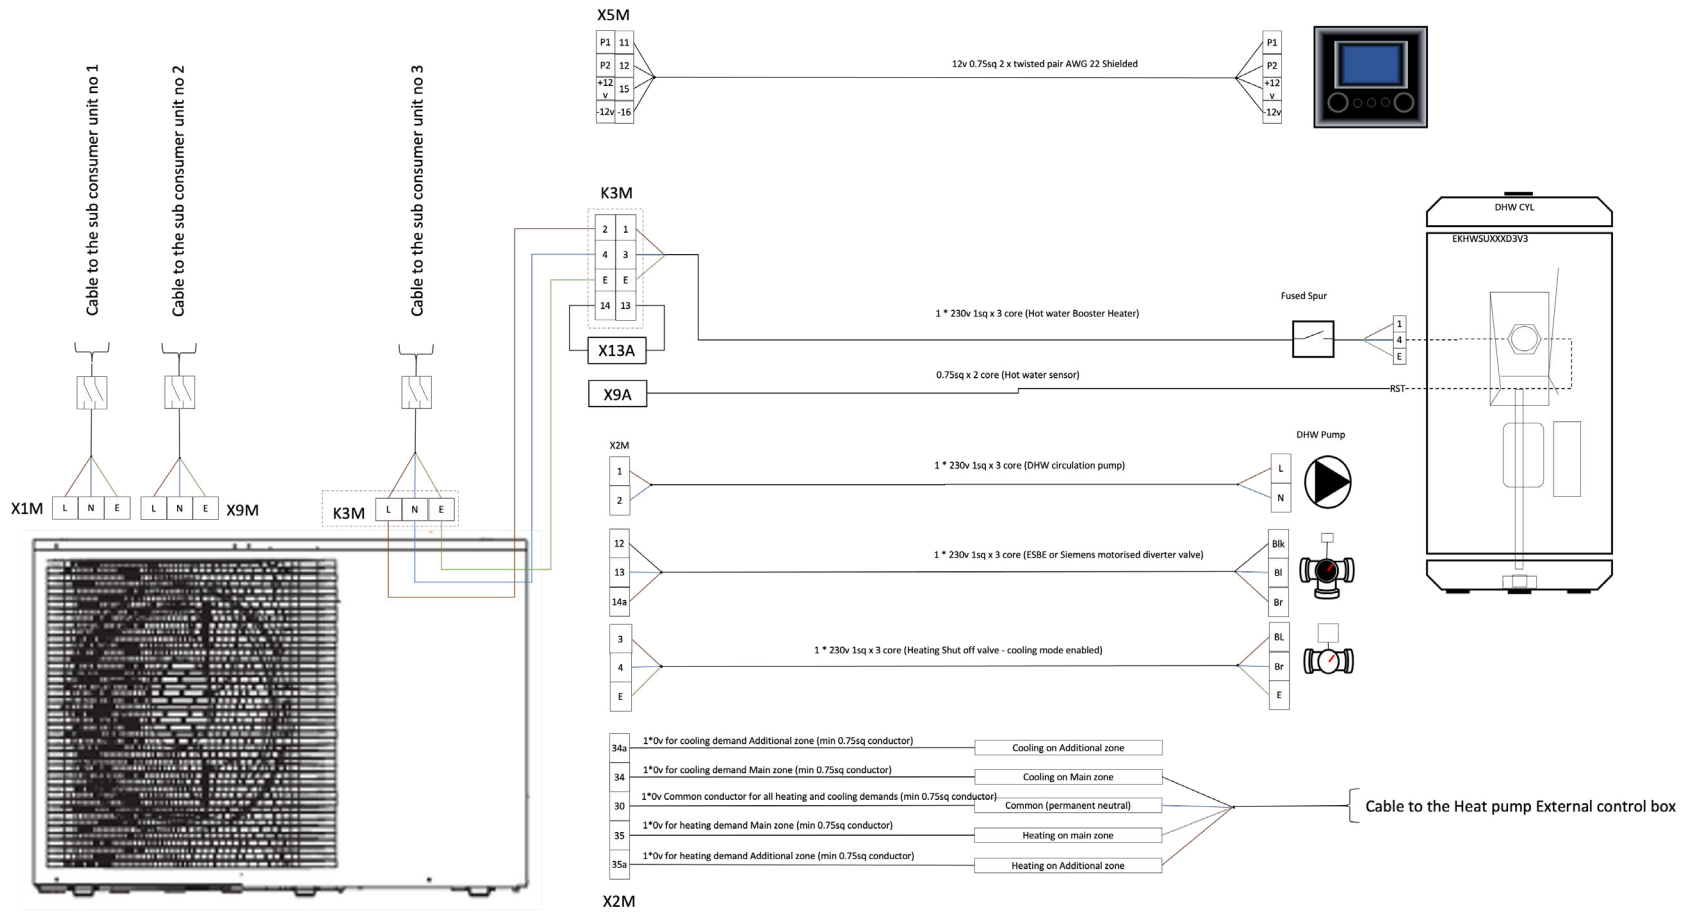 X5M
P1 11
P2 12
+12
v
15
-12v -16
12v 0.75sq 2 x twisted pair AWG 22 Shielded
P1
P2
+12
v
-12v
Cable to the sub consumer unit no 1
Cable to the sub consumer unit no 2
Cable to the sub consumer unit no 3
K3M
2 1
4 3
E E
14 13
X13A
1 * 230v 1sq x 3 core (Hot water Booster Heater)
Fused Spur
1
4
E
DHW CYL
EKHWSUXXXD3V3
X9A
0.75sq x 2 core (Hot water sensor)
RST
X1M
L N E
L N E
X9M
K3M
L N E
X2M
1
2
1 * 230v 1sq x 3 core (DHW circulation pump)
L
N
DHW Pump
12
13
14a
1 * 230v 1sq x 3 core (ESBE or Siemens motorised diverter valve)
Blk
Bl
Br
3
4
E
1 * 230v 1sq x 3 core (Heating Shut off valve - cooling mode enabled)
BL
Br
E
34a
1*0v for cooling demand Additional zone (min 0.75sq conductor)
Cooling on Additional zone
34
1*0v for cooling demand Main zone (min 0.75sq conductor)
Cooling on Main zone
30
1*0v Common conductor for all heating and cooling demands (min 0.75sq conductor)
Common (permanent neutral)
35
1*0v for heating demand Main zone (min 0.75sq conductor)
Heating on main zone
35a
1*0v for heating demand Additional zone (min 0.75sq conductor)
Heating on Additional zone
Cable to the Heat pump External control box
X2M